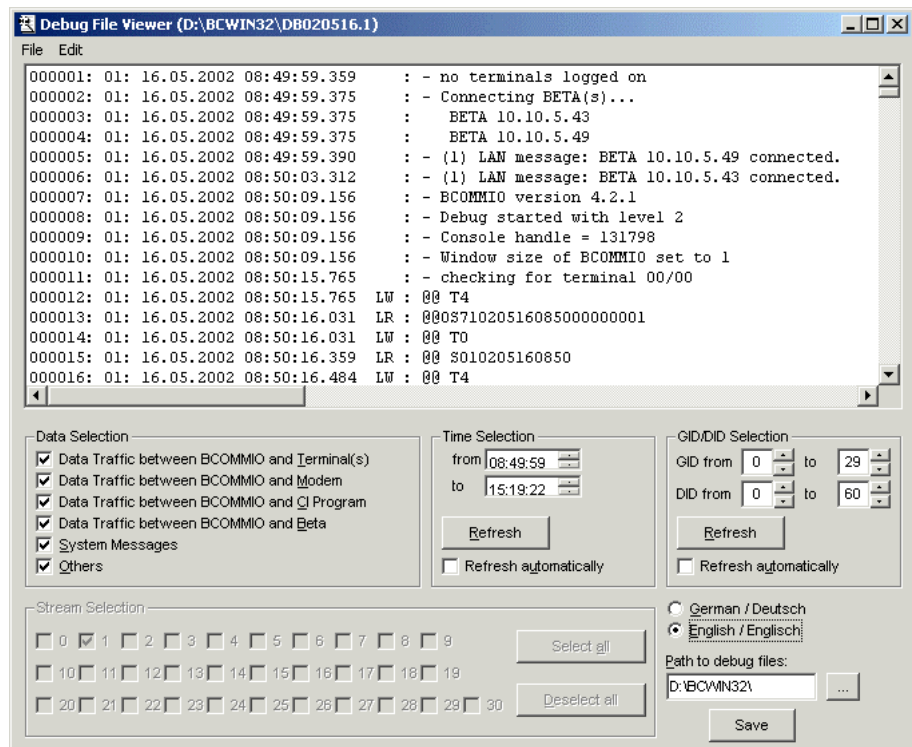 Debug File Viewer (D:\BCWIN32\DB020516.1)
File Edit
000001: 01: 16.05.2002 08:49:59.359 : - no terminals logged on
000002: 01: 16.05.2002 08:49:59.375 : - Connecting BETA(s)...
000003: 01: 16.05.2002 08:49:59.375 : BETA 10.10.5.43
000004: 01: 16.05.2002 08:49:59.375 : BETA 10.10.5.49
000005: 01: 16.05.2002 08:49:59.390 : - (1) LAN message: BETA 10.10.5.49 connected.
000006: 01: 16.05.2002 08:50:03.312 : - (1) LAN message: BETA 10.10.5.43 connected.
000007: 01: 16.05.2002 08:50:09.156 : - BCOMMIO version 4.2.1
000008: 01: 16.05.2002 08:50:09.156 : - Debug started with level 2
000009: 01: 16.05.2002 08:50:09.156 : - Console handle = 131798
000010: 01: 16.05.2002 08:50:09.156 : - Window size of BCOMMIO set to 1
000011: 01: 16.05.2002 08:50:15.765 : - checking for terminal 00/00
000012: 01: 16.05.2002 08:50:15.765 LW : @@ T4
000013: 01: 16.05.2002 08:50:16.031 LR : @@0S71020516085000000001
000014: 01: 16.05.2002 08:50:16.031 LW : @@ T0
000015: 01: 16.05.2002 08:50:16.359 LR : @@ S010205160850
000016: 01: 16.05.2002 08:50:16.484 LW : @@ T4
Data Selection
Data Traffic between BCOMMIO and Terminal(s)
Data Traffic between BCOMMIO and Modem
Data Traffic between BCOMMIO and CI Program
Data Traffic between BCOMMIO and Beta
System Messages
Others
Time Selection
from 08:49:59
to 15:19:22
Refresh
Refresh automatically
GID/DID Selection
GID from 0 to 29
DID from 0 to 60
Refresh
Refresh automatically
Stream Selection
0 1 2 3 4 5 6 7 8 9
10 11 12 13 14 15 16 17 18 19
20 21 22 23 24 25 26 27 28 29 30
Select all
Deselect all
German / Deutsch
English / Englisch
Path to debug files:
D:\BCWIN32\
...
Save